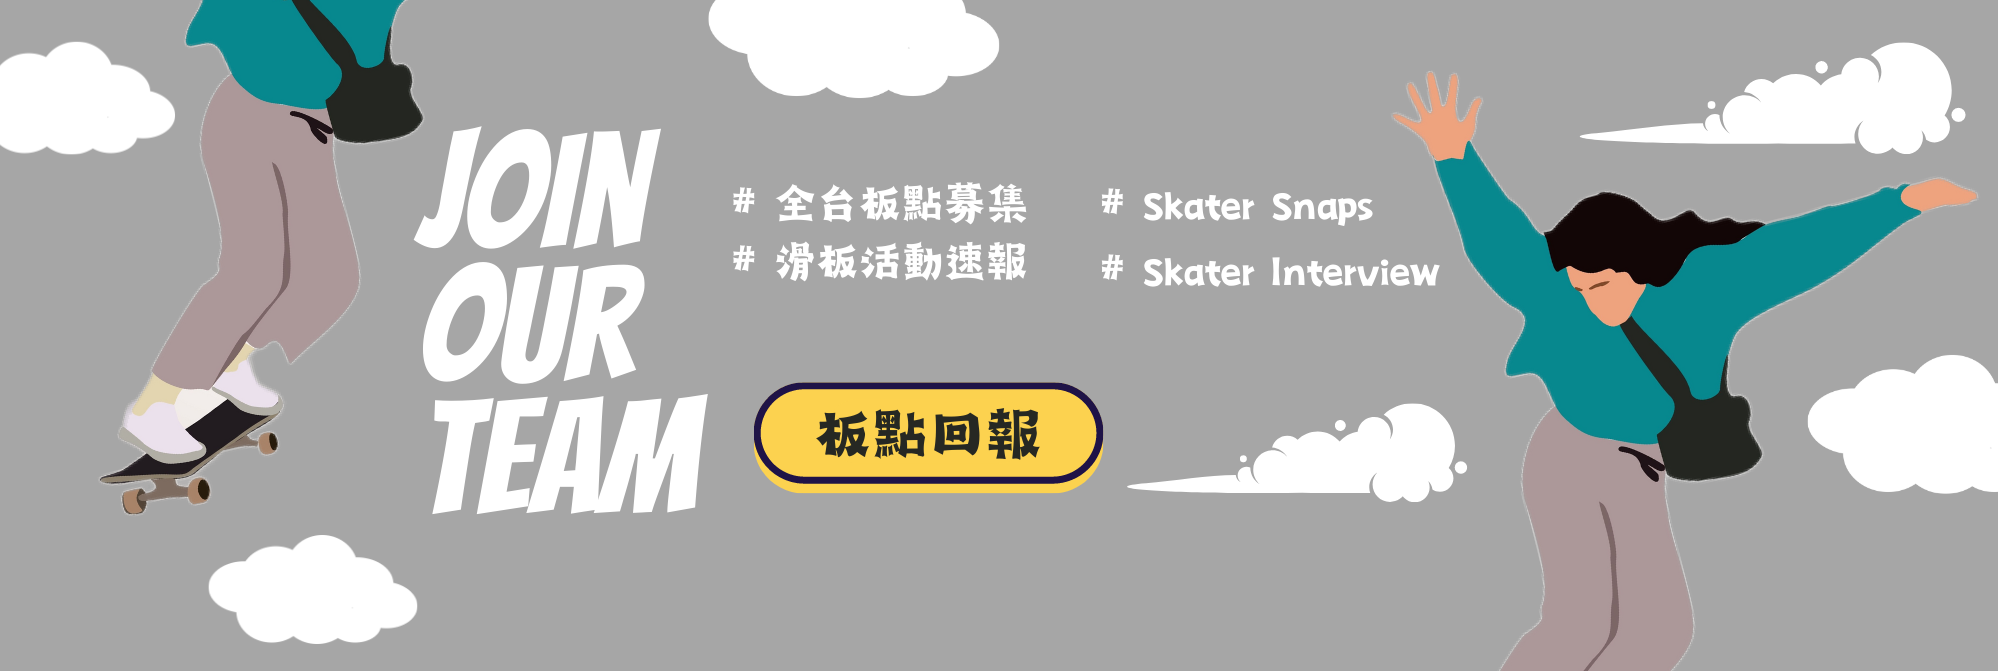 JOIN
OUR
TEAM
# 全台板點募集
# 滑板活動速報
# Skater Snaps
# Skater Interview
板點回報